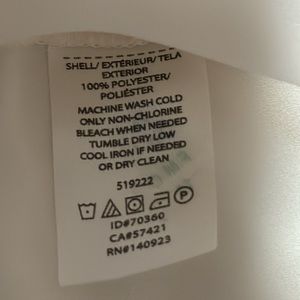 SHELL/ EXTÉRIEUR/ TELA
EXTERIOR
100% POLYESTER/
POLIÉSTER
MACHINE WASH COLD
ONLY NON-CHLORINE
BLEACH WHEN NEEDED
TUMBLE DRY LOW
COOL IRON IF NEEDED
OR DRY CLEAN
519222
ID#70360
CA#57421
RN#140923